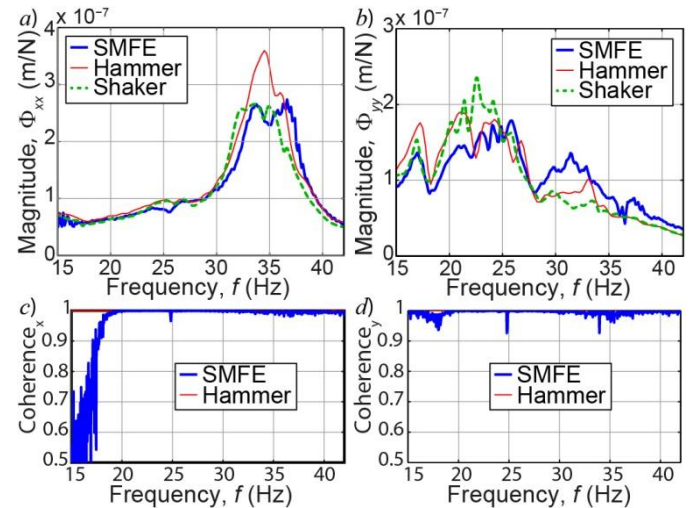 a)
× 10⁻⁷
4
3
2
1
0
Magnitude, Φxx (m/N)
SMFE
Hammer
Shaker
15 20 25 30 35 40
Frequency, f (Hz)
b)
× 10⁻⁷
3
2
1
0
Magnitude, Φyy (m/N)
SMFE
Hammer
Shaker
15 20 25 30 35 40
Frequency, f (Hz)
c)
1
0.9
0.8
0.7
0.6
0.5
Coherencex
SMFE
Hammer
15 20 25 30 35 40
Frequency, f (Hz)
d)
1
0.9
0.8
0.7
0.6
0.5
Coherencey
SMFE
Hammer
15 20 25 30 35 40
Frequency, f (Hz)